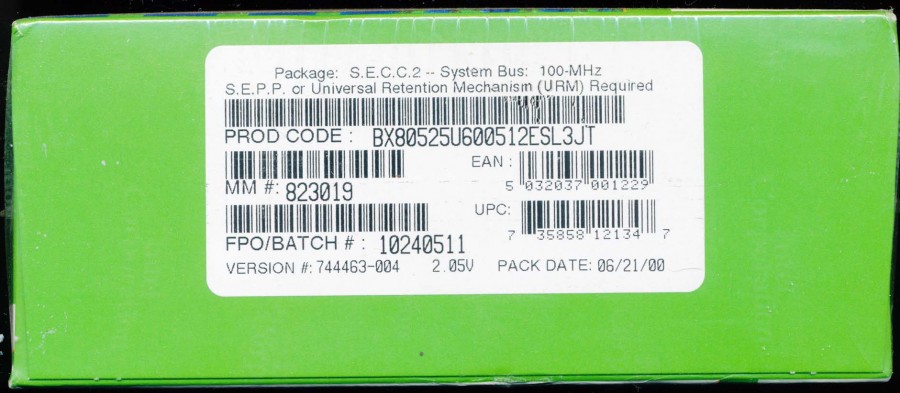 Package: S.E.C.C.2 -- System Bus: 100-MHz
S.E.P.P. or Universal Retention Mechanism (URM) Required
PROD CODE : BX80525U600512ESL3JT
EAN :
5 032037 001229
MM #: 823019
UPC:
7 35858 12134 7
FPO/BATCH # : 10240511
VERSION #: 744463-004 2.05V PACK DATE: 06/21/00